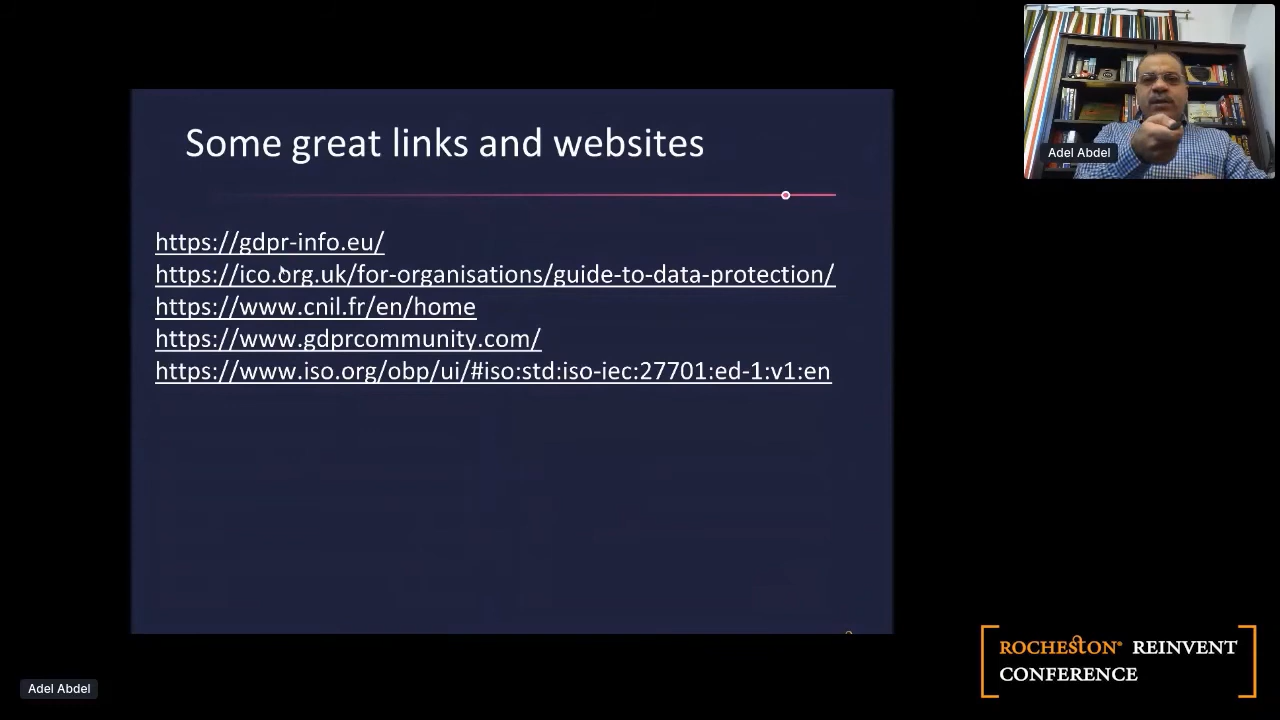 Some great links and websites
https://gdpr-info.eu/
https://ico.org.uk/for-organisations/guide-to-data-protection/
https://www.cnil.fr/en/home
https://www.gdprcommunity.com/
https://www.iso.org/obp/ui/#iso:std:iso-iec:27701:ed-1:v1:en
Adel Abdel
Adel Abdel
ROCHESTON® REINVENT
CONFERENCE